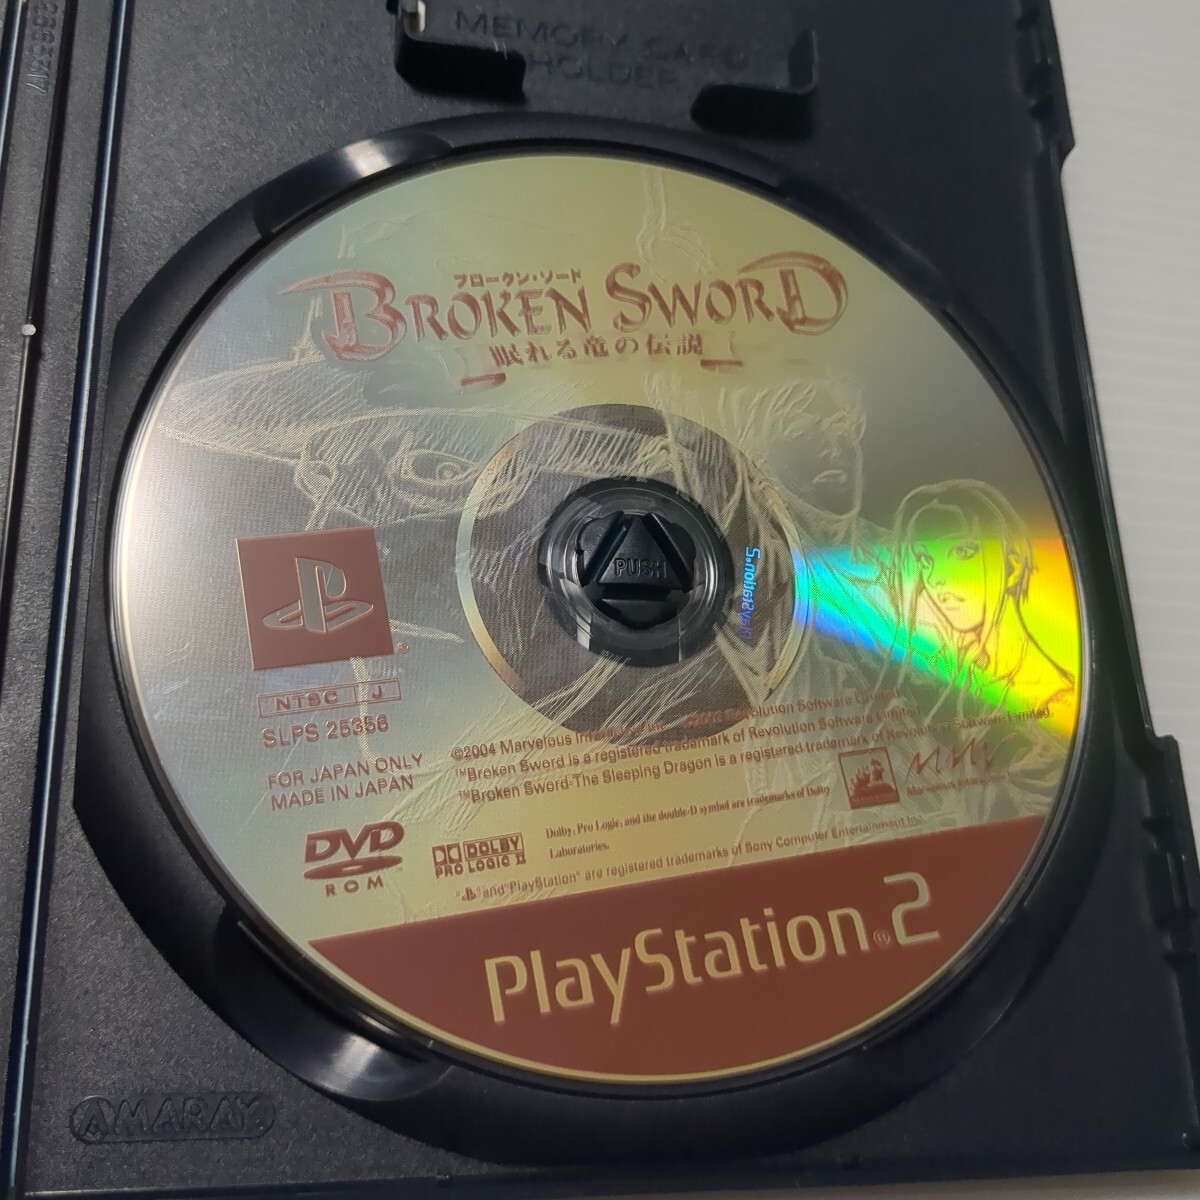 MEMORY CARD
HOLDER
ブロークン・ソード
BROKEN SWORD
眠れる竜の伝説
PUSH
PlayStation.2
NTSC J
SLPS 25356
FOR JAPAN ONLY
MADE IN JAPAN
©2004 Marvelous Interactive Inc. ©2002 Revolution Software Limited.
™Broken Sword is a registered trademark of Revolution Software Limited.
™Broken Sword-The Sleeping Dragon is a registered trademark of Revolution Software Limited.
DVD
ROM
DOLBY
PRO LOGIC II
Dolby, Pro Logic, and the double-D symbol are trademarks of Dolby
Laboratories.
and "PlayStation" are registered trademarks of Sony Computer Entertainment Inc.
PlayStation®2
AMARAY